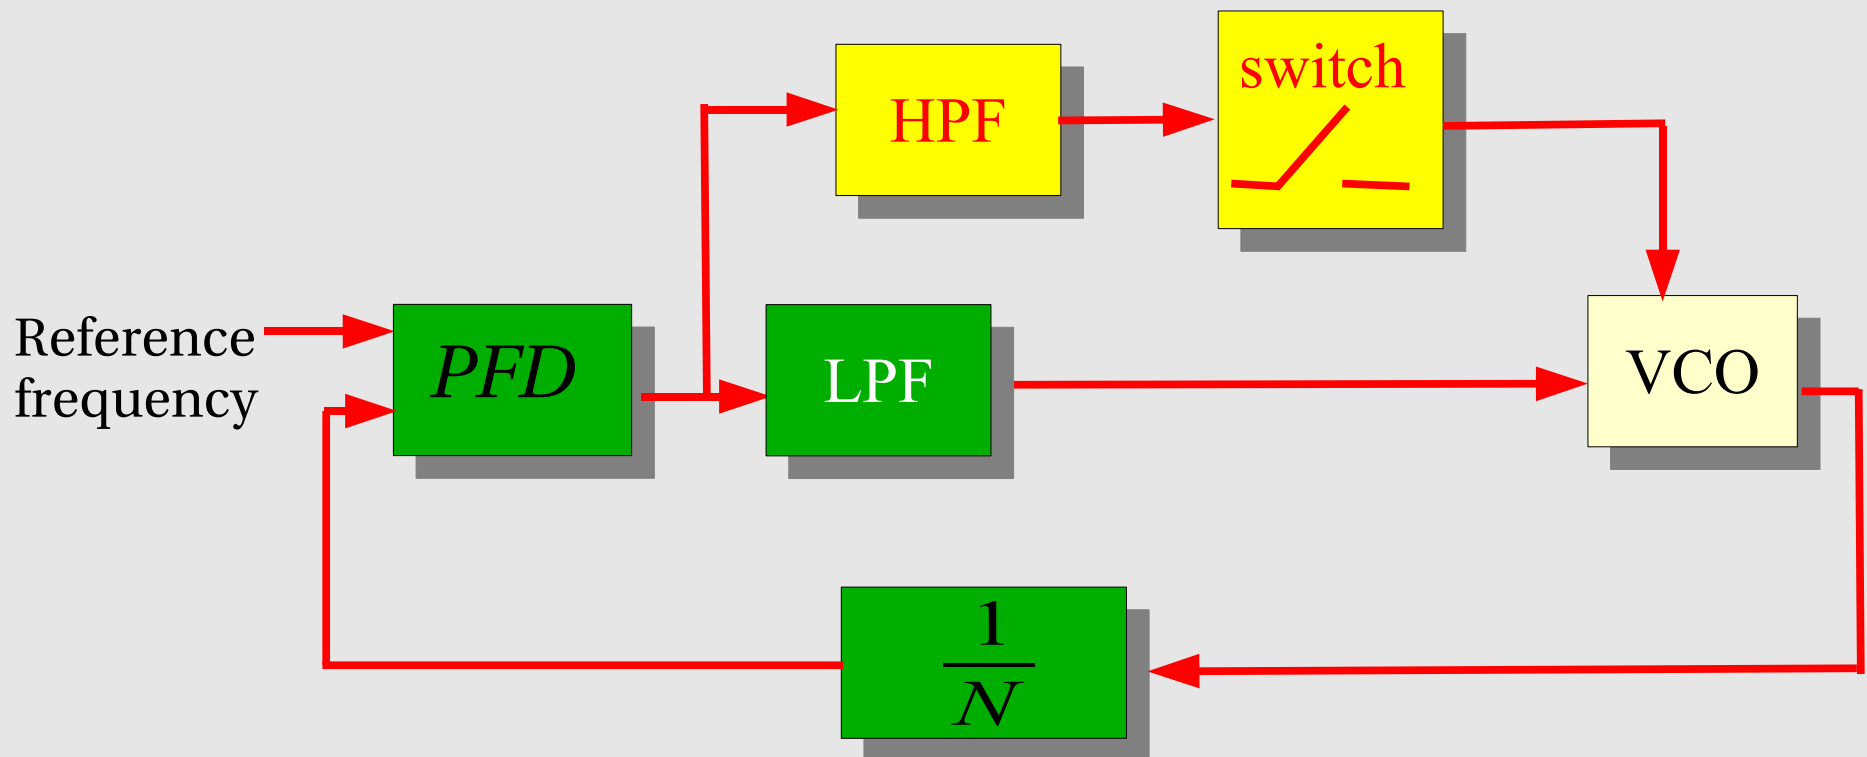 switch
HPF
Reference
frequency
PFD
LPF
VCO
1
N